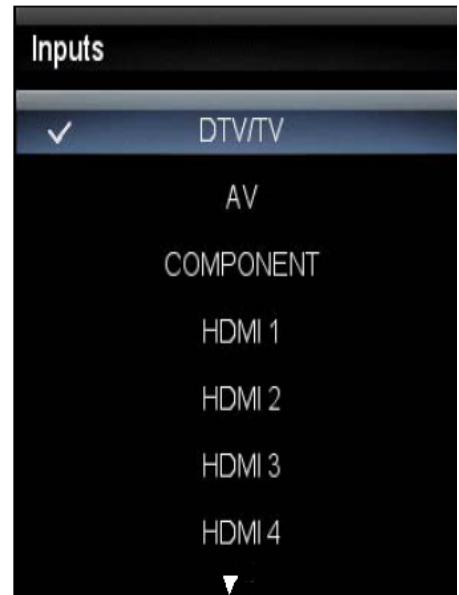 Inputs
DTV/TV
AV
COMPONENT
HDMI 1
HDMI 2
HDMI 3
HDMI 4